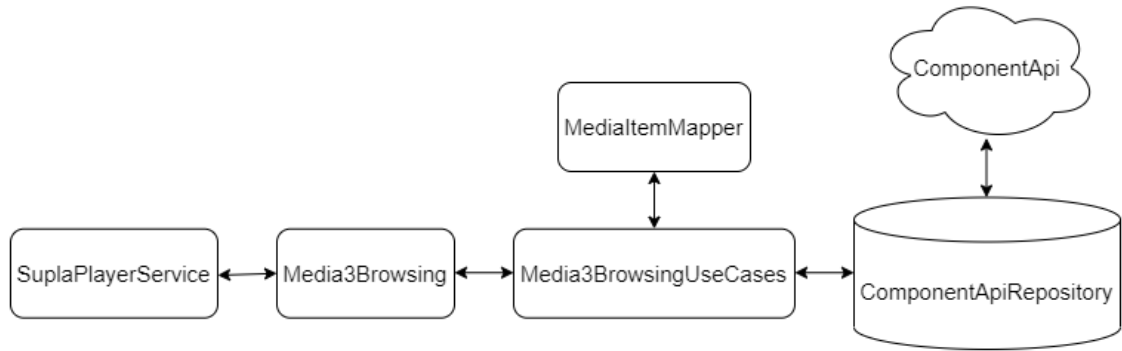 ComponentApi
MediaItemMapper
SuplaPlayerService
Media3Browsing
Media3BrowsingUseCases
ComponentApiRepository